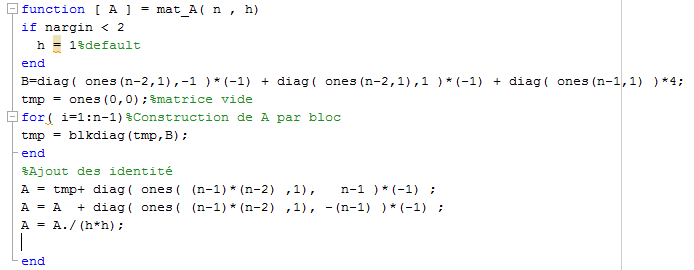 function [ A ] = mat_A( n , h)
if nargin < 2
  h = 1%default
end
B=diag( ones(n-2,1),-1 )*(-1) + diag( ones(n-2,1),1 )*(-1) + diag( ones(n-1,1) )*4;
tmp = ones(0,0);%matrice vide
for( i=1:n-1)%Construction de A par bloc
tmp = blkdiag(tmp,B);
end
%Ajout des identité
A = tmp+ diag( ones( (n-1)*(n-2) ,1),   n-1 )*(-1) ;
A = A  + diag( ones( (n-1)*(n-2) ,1), -(n-1) )*(-1) ;
A = A./(h*h);
end